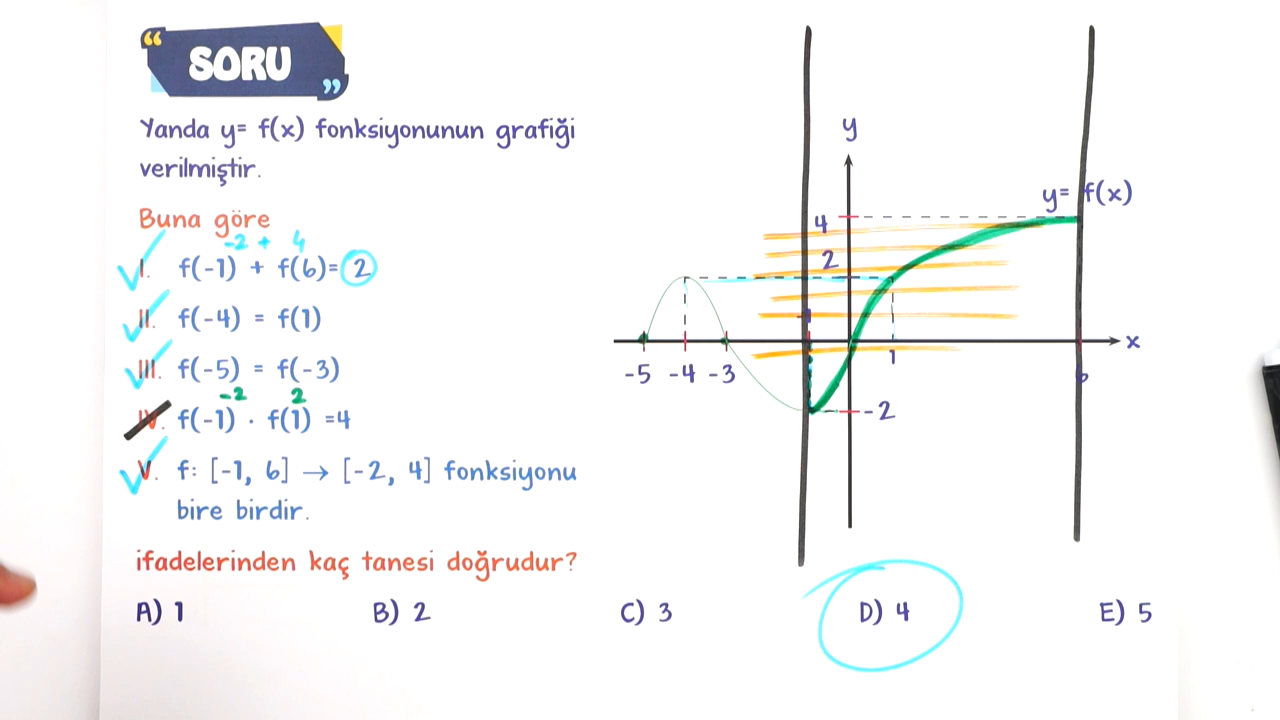 “ SORU ”
Yanda y= f(x) fonksiyonunun grafiği
verilmiştir.
Buna göre
-2 + 4
I. f(-1) + f(6)= 2
II. f(-4) = f(1)
III. f(-5) = f(-3)
-2 2
IV. f(-1) · f(1) =4
V. f: [-1, 6] → [-2, 4] fonksiyonu
bire birdir.
ifadelerinden kaç tanesi doğrudur?
A) 1 B) 2 C) 3 D) 4 E) 5
y
y= f(x)
4
2
-1
x
-5 -4 -3 1 6
-2